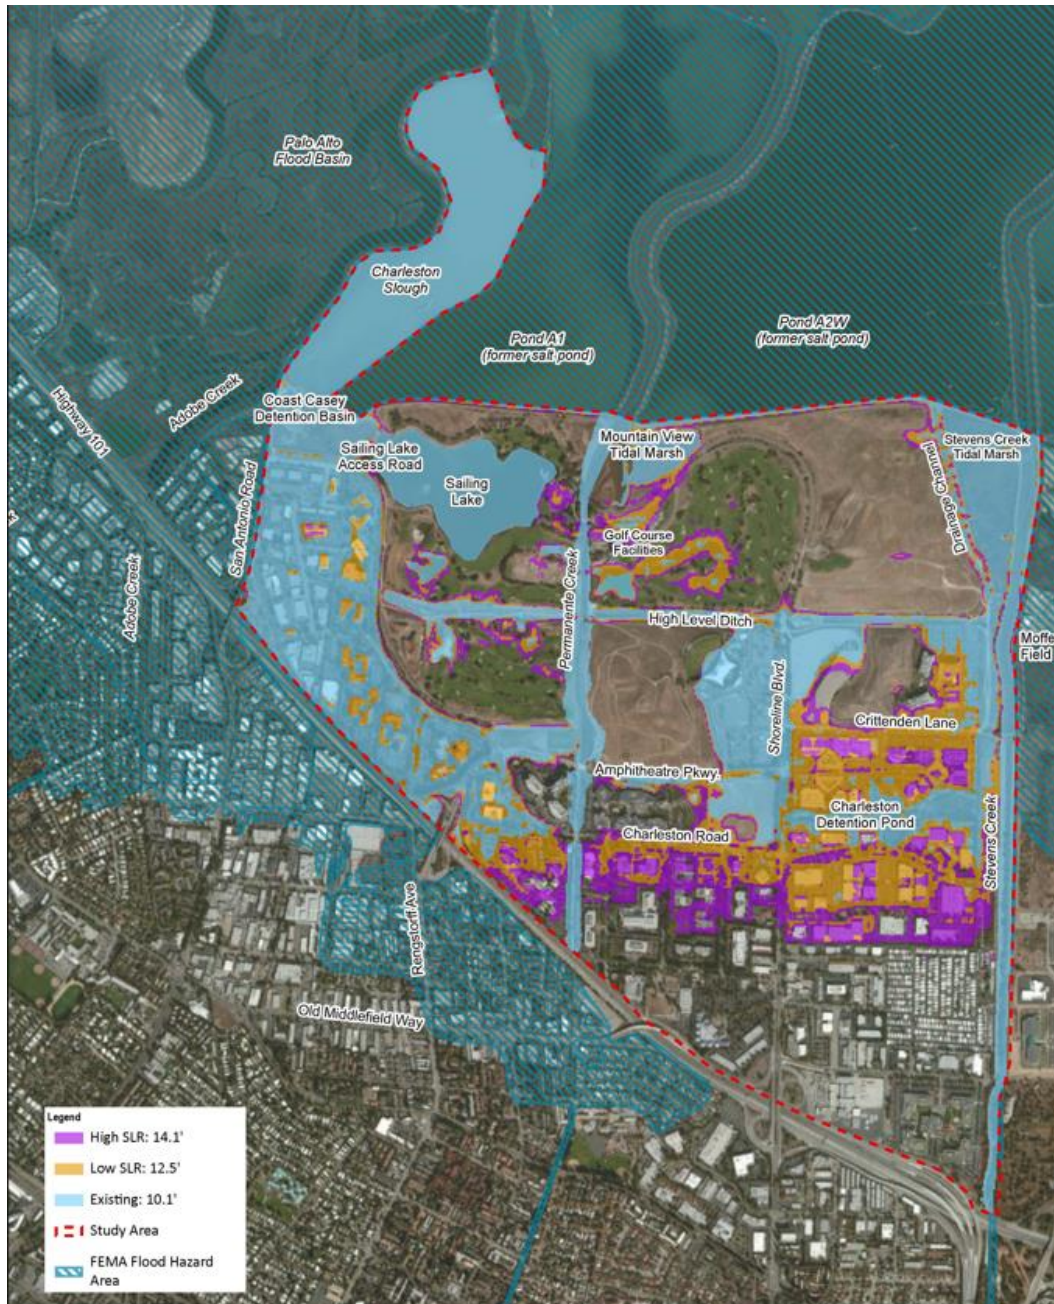 Palo Alto
Flood Basin
Charleston
Slough
Pond A1
(former salt pond)
Pond A2W
(former salt pond)
Highway 101
Adobe Creek
Coast Casey
Detention Basin
San Antonio Road
Sailing Lake
Access Road
Sailing
Lake
Mountain View
Tidal Marsh
Stevens Creek
Tidal Marsh
Drainage Channel
Golf Course
Facilities
Adobe Creek
Permanente Creek
High Level Ditch
Moffe
Field
Shoreline Blvd.
Crittenden Lane
Amphitheatre Pkwy.
Charleston
Detention Pond
Charleston Road
Stevens Creek
Rengstorff Ave
Old Middlefield Way
Legend
High SLR: 14.1'
Low SLR: 12.5'
Existing: 10.1'
Study Area
FEMA Flood Hazard
Area